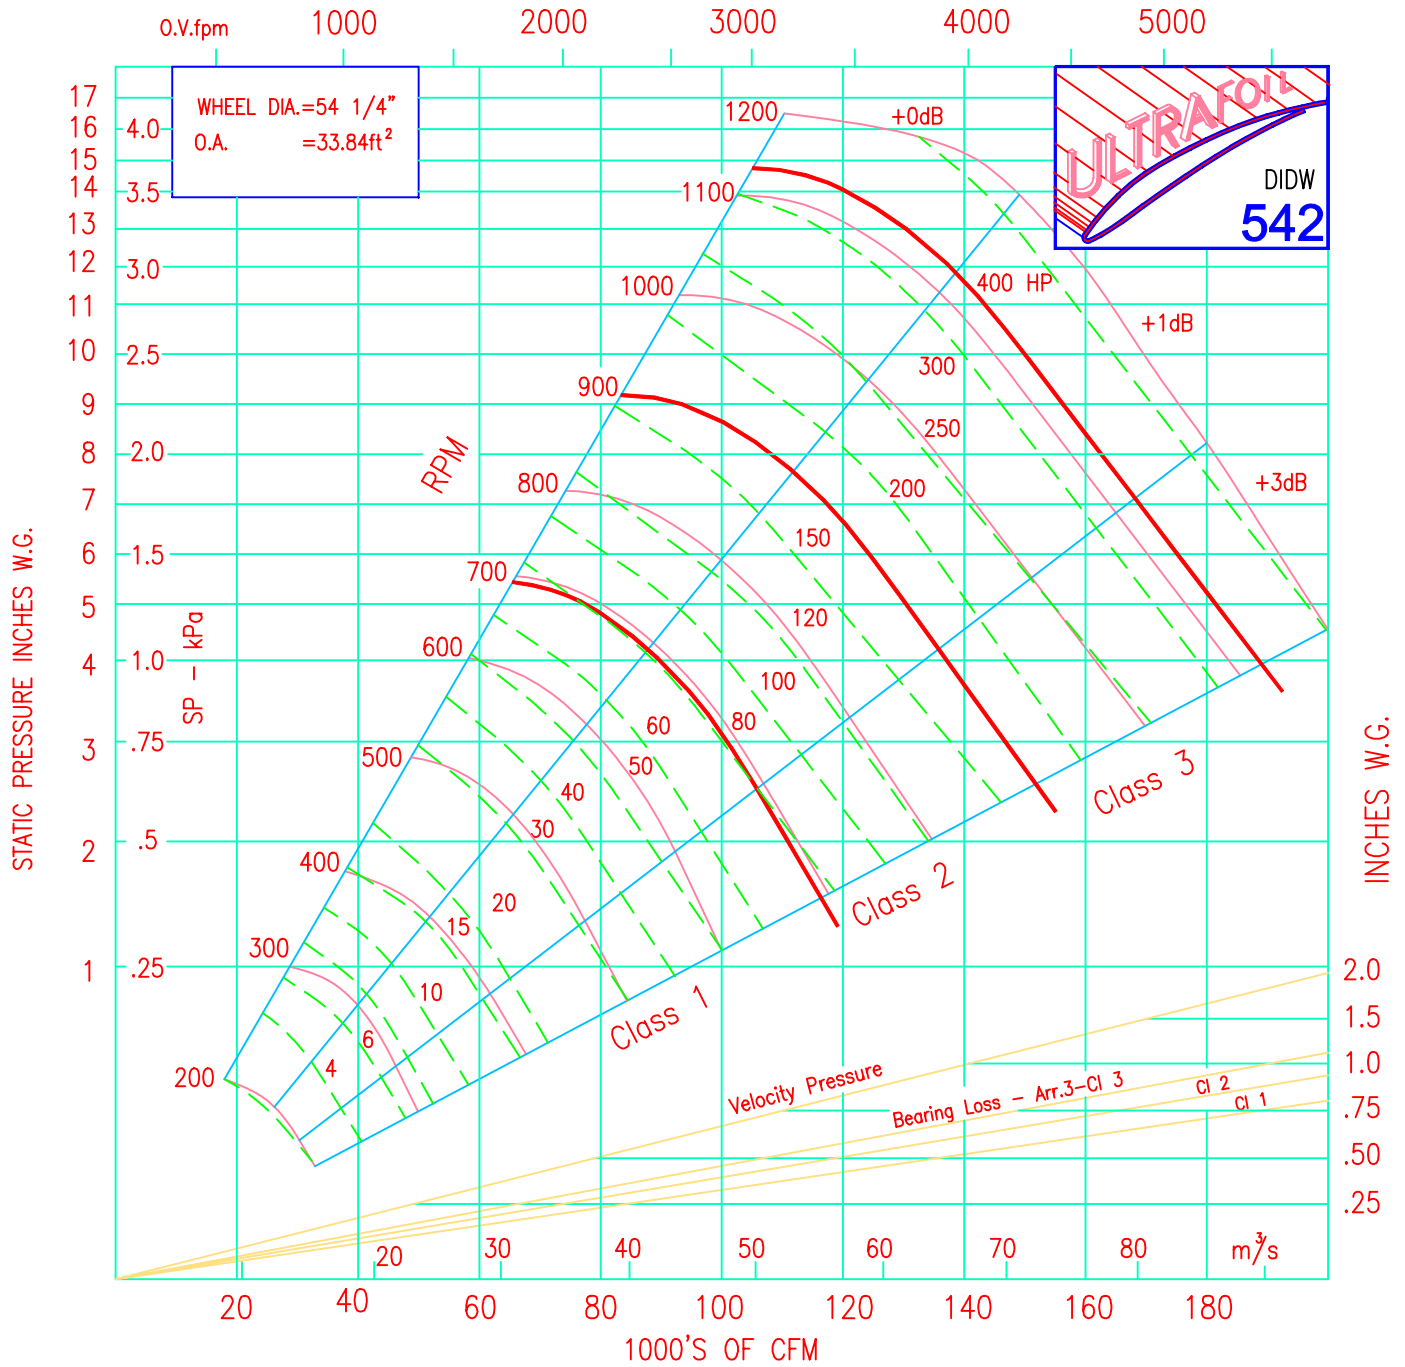 O.V.fpm 1000 2000 3000 4000 5000
WHEEL DIA.=54 1/4"
O.A. =33.84ft²
ULTRAFOIL
DIDW
542
17
16 4.0
15
14 3.5
13
12 3.0
11
10 2.5
9
8 2.0
7
6 1.5
5
4 1.0
3 .75
2 .5
1 .25
STATIC PRESSURE INCHES W.G.
SP - kPa
RPM
1200
1100
1000
900
800
700
600
500
400
300
200
+0dB
+1dB
+3dB
400 HP
300
250
200
150
120
100
80
60
50
40
30
20
15
10
6
4
Class 3
Class 2
Class 1
INCHES W.G.
2.0
1.5
1.0
.75
.50
.25
Velocity Pressure
Bearing Loss - Arr.3-Cl 3
Cl 2
Cl 1
20 30 40 50 60 70 80 m³/s
20 40 60 80 100 120 140 160 180
1000'S OF CFM